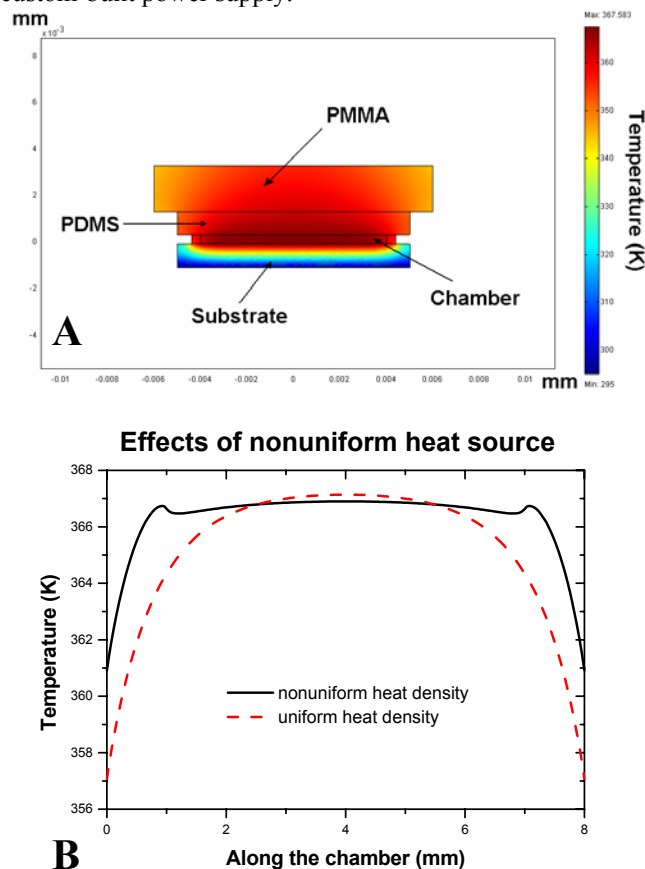 custom-built power supply.
mm
x 10⁻³
Max: 367.583
8
6
4
2
0
-2
-4
PMMA
PDMS
Chamber
Substrate
A
-0.01
-0.008
-0.006
-0.004
-0.002
0
0.002
0.004
0.006
0.008
0.01
mm
360
350
340
330
320
310
300
Min: 295
Temperature (K)
Effects of nonuniform heat source
368
366
364
362
360
358
356
Temperature (K)
nonuniform heat density
uniform heat density
0
2
4
6
8
B
Along the chamber (mm)